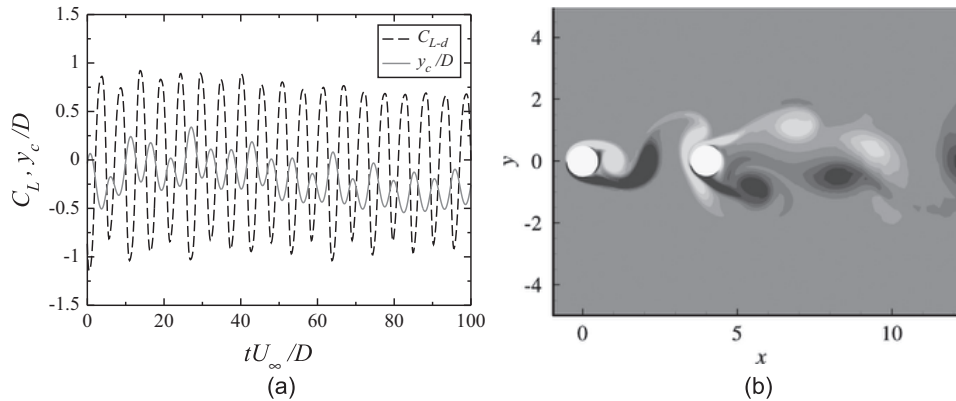 1.5
1
0.5
0
-0.5
-1
-1.5
C_L , y_c /D
C_{L-d}
y_c /D
0 20 40 60 80 100
tU_∞ /D
(a)
4
2
0
-2
-4
y
0 5 10
x
(b)